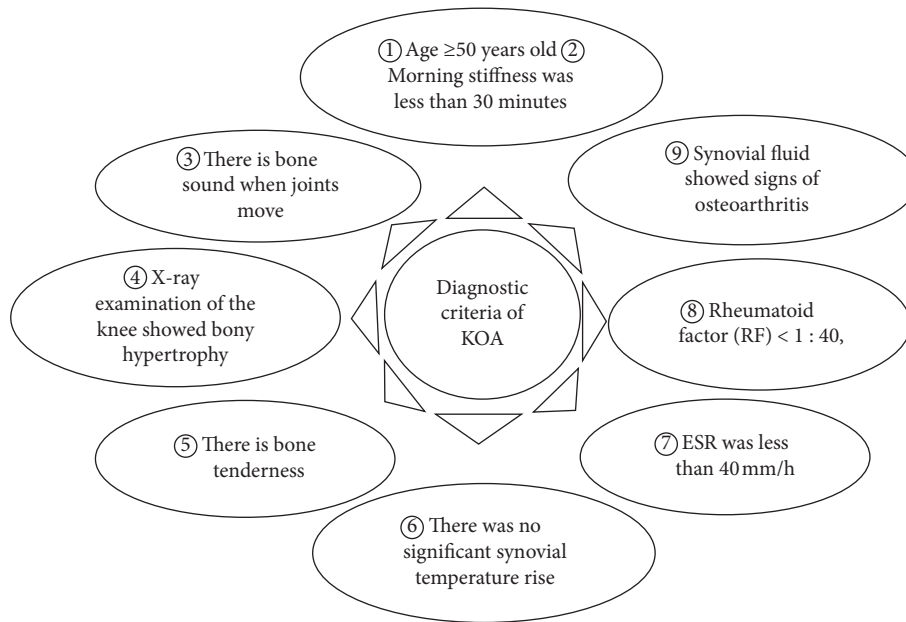 ① Age ≥50 years old ②
Morning stiffness was
less than 30 minutes
③ There is bone
sound when joints
move
④ X-ray
examination of the
knee showed bony
hypertrophy
⑤ There is bone
tenderness
⑥ There was no
significant synovial
temperature rise
⑦ ESR was less
than 40 mm/h
⑧ Rheumatoid
factor (RF) < 1 : 40,
⑨ Synovial fluid
showed signs of
osteoarthritis
Diagnostic
criteria of
KOA